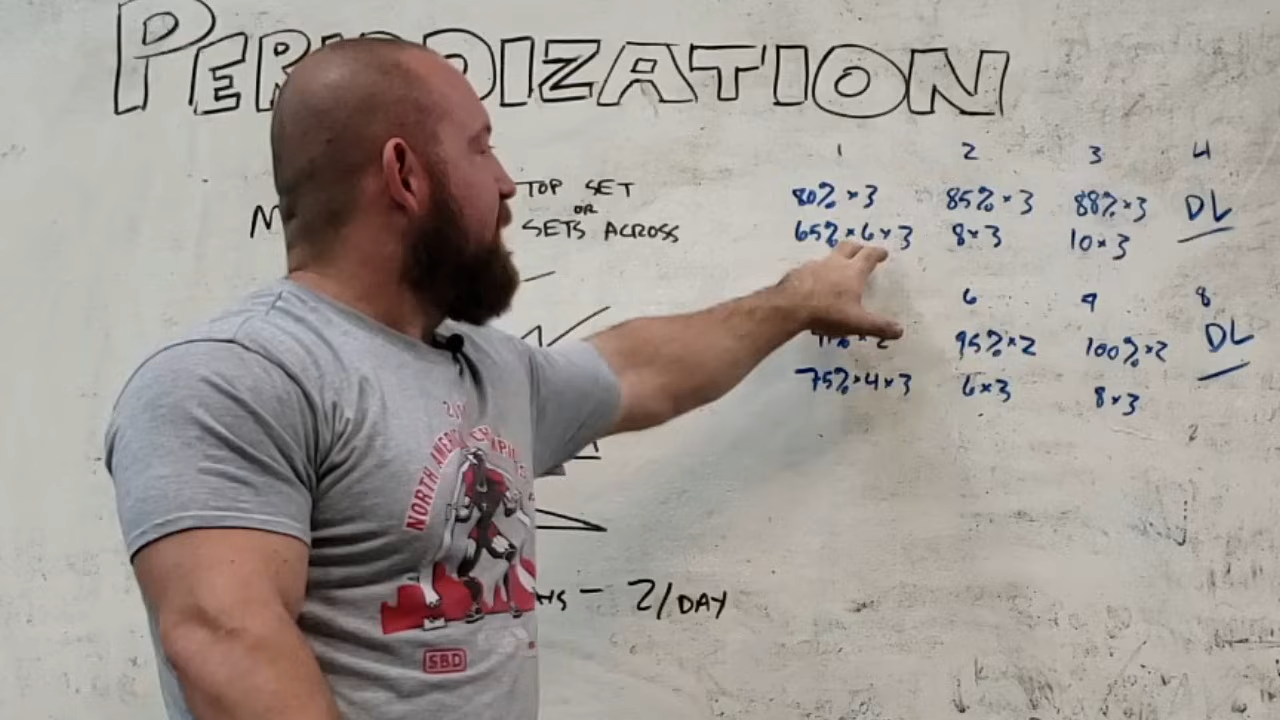 PERIODIZATION
TOP SET
OR
SETS ACROSS
1 2 3 4
80%×3 85%×3 88%×3 DL
65%×6×3 8×3 10×3
6 8
95%×2 100%×2 DL
75%×4×3 6×3 8×3
2/DAY
NORTH AMERICAN
SBD